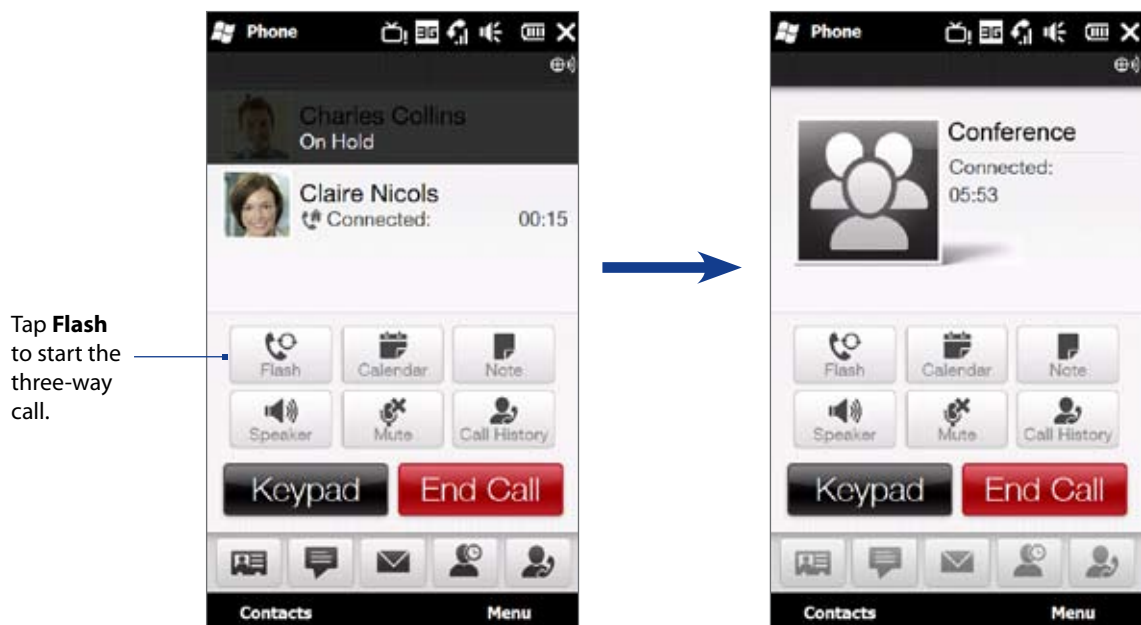 Phone
3G
Charles Collins
On Hold
Claire Nicols
Connected: 00:15
Tap Flash
to start the
three-way
call.
Flash Calendar Note
Speaker Mute Call History
Keypad End Call
Contacts Menu
Phone
3G
Conference
Connected:
05:53
Flash Calendar Note
Speaker Mute Call History
Keypad End Call
Contacts Menu